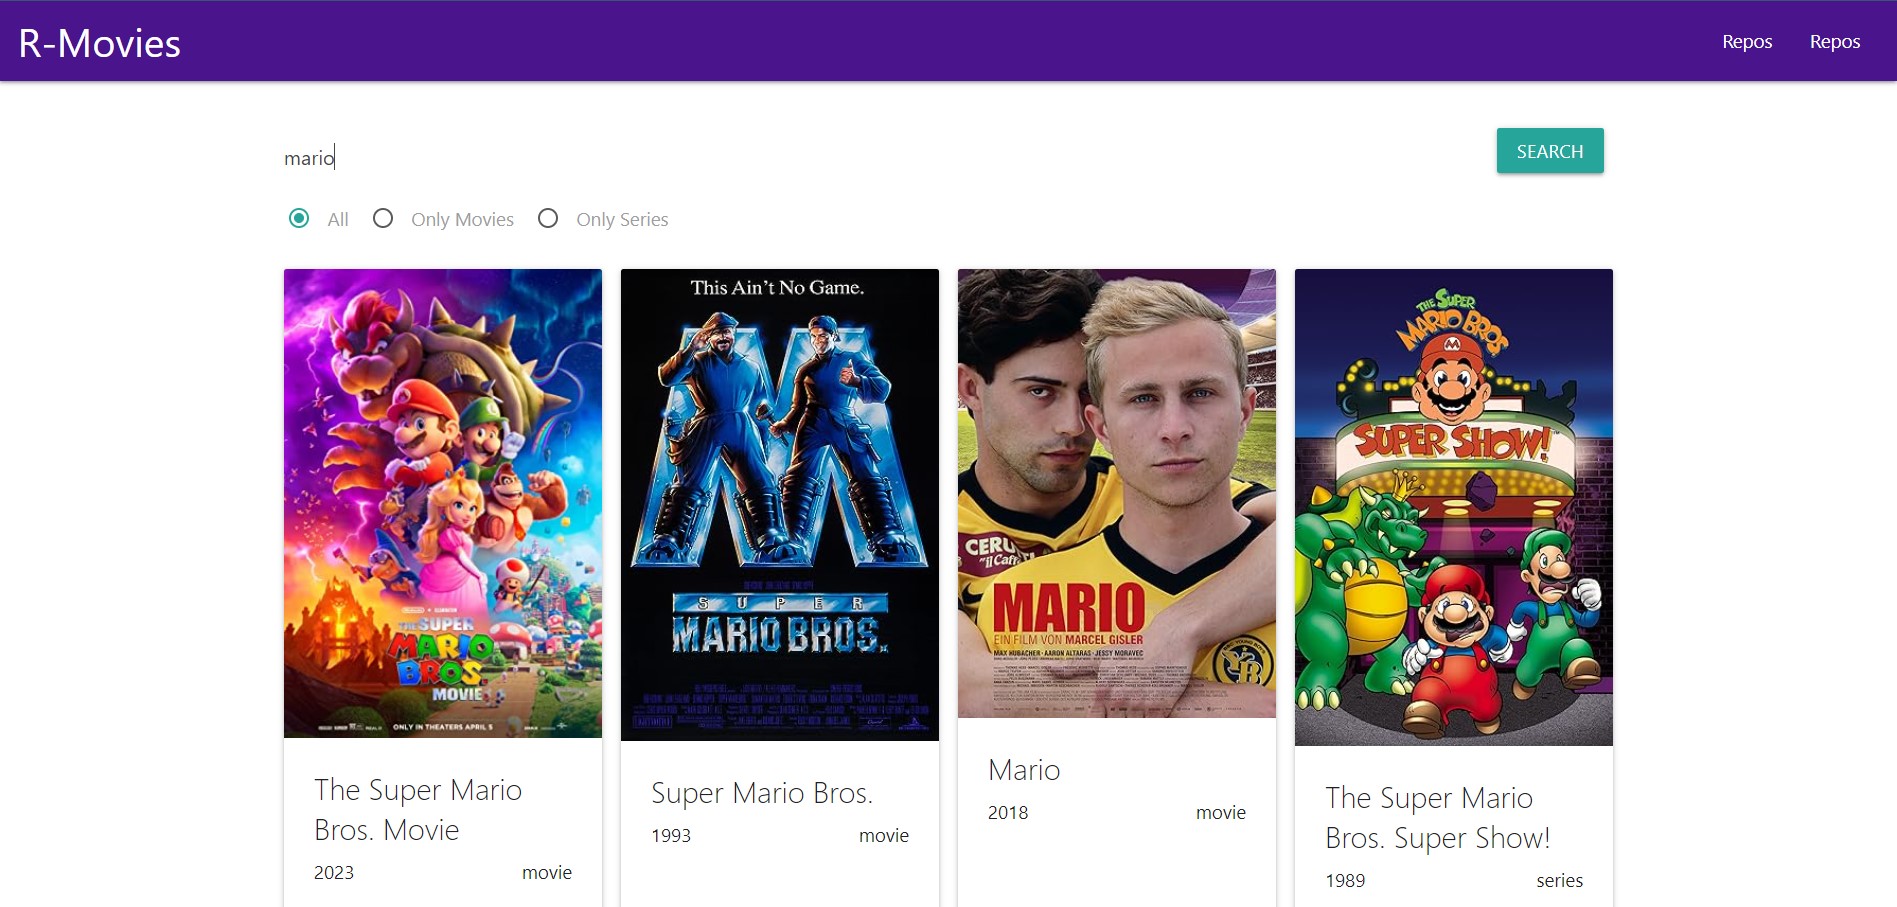 R-Movies
Repos
Repos
mario
SEARCH
All
Only Movies
Only Series
THE SUPER
MARIO
BROS.
MOVIE
ONLY IN THEATERS APRIL 5
This Ain't No Game.
SUPER
MARIO BROS.
CERU
"il Caff
MARIO
EIN FILM VON MARCEL GISLER
MAX HUBACHER · AARON ALTARAS · JESSY MORAVEC
YB
THE SUPER
MARIO BROS.
M
SUPER SHOW!
The Super Mario
Bros. Movie
2023
movie
Super Mario Bros.
1993
movie
Mario
2018
movie
The Super Mario
Bros. Super Show!
1989
series